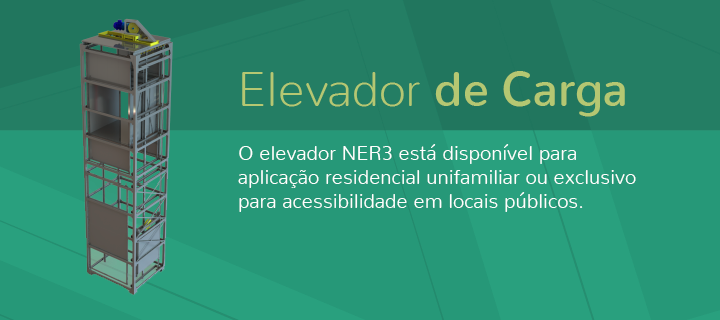 Elevador de Carga
O elevador NER3 está disponível para
aplicação residencial unifamiliar ou exclusivo
para acessibilidade em locais públicos.